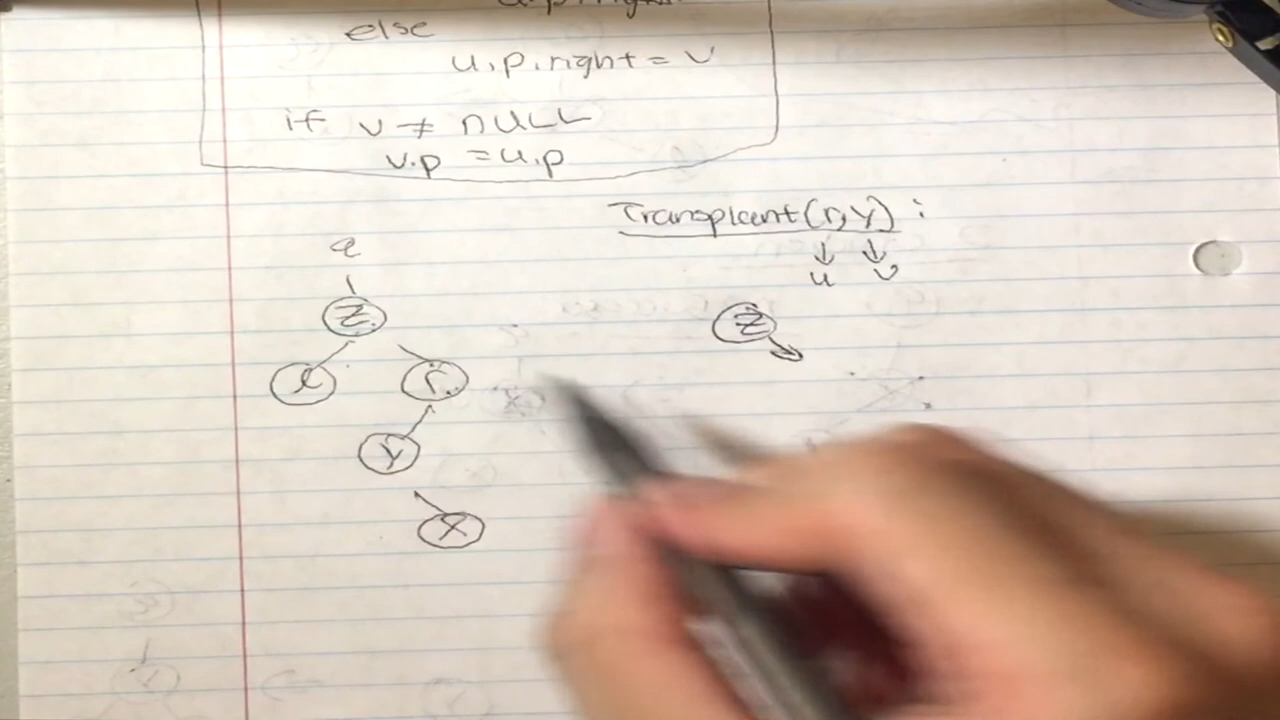 else
u.p.right = v
if v ≠ nULL
v.p = u.p
Transplant(r,y) :
↓ ↓
u v
z
z
r
y
x